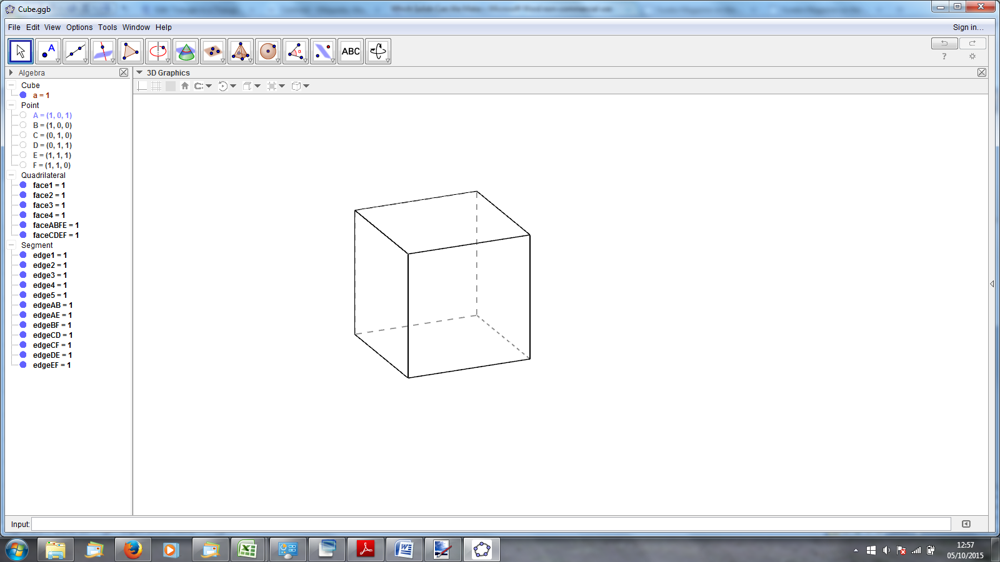 Cube.ggb
File Edit View Options Tools Window Help
Sign in...
A
α
ABC
?
Algebra
3D Graphics
Cube
a = 1
Point
A = (1, 0, 1)
B = (1, 0, 0)
C = (0, 1, 0)
D = (0, 1, 1)
E = (1, 1, 1)
F = (1, 1, 0)
Quadrilateral
face1 = 1
face2 = 1
face3 = 1
face4 = 1
faceABFE = 1
faceCDEF = 1
Segment
edge1 = 1
edge2 = 1
edge3 = 1
edge4 = 1
edge5 = 1
edgeAB = 1
edgeAE = 1
edgeBF = 1
edgeCD = 1
edgeCF = 1
edgeDE = 1
edgeEF = 1
Input:
12:57
05/10/2015